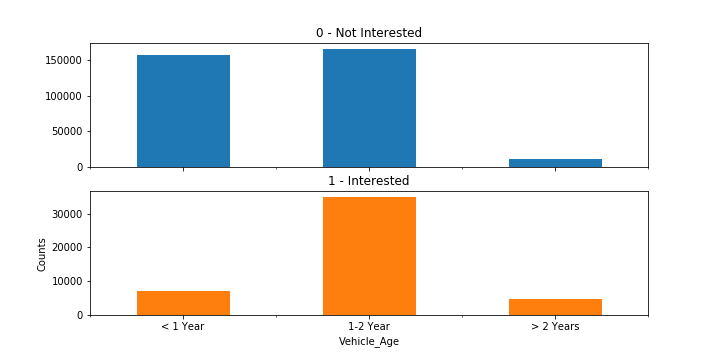 0 - Not Interested
150000
100000
50000
0
1 - Interested
30000
20000
10000
0
Counts
< 1 Year
1-2 Year
> 2 Years
Vehicle_Age